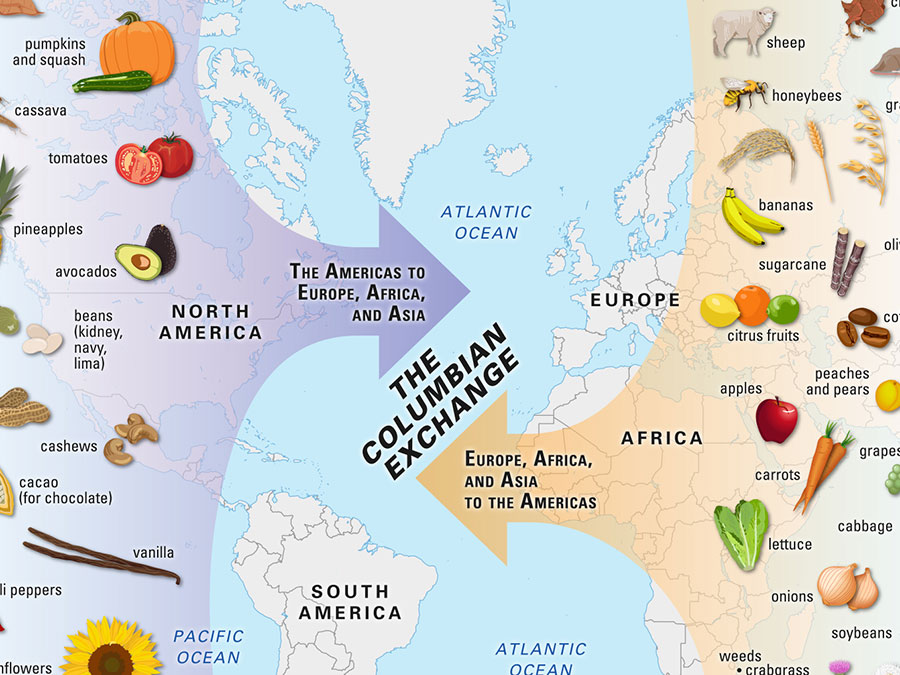 pumpkins
and squash
cassava
tomatoes
pineapples
avocados
beans
(kidney,
navy,
lima)
cashews
cacao
(for chocolate)
vanilla
li peppers
nflowers
NORTH
AMERICA
THE AMERICAS TO
EUROPE, AFRICA,
AND ASIA
ATLANTIC
OCEAN
THE
COLUMBIAN
EXCHANGE
EUROPE
AFRICA
EUROPE, AFRICA,
AND ASIA
TO THE AMERICAS
SOUTH
AMERICA
PACIFIC
OCEAN
ATLANTIC
OCEAN
sheep
honeybees
gr
bananas
sugarcane
oli
citrus fruits
cof
peaches
and pears
apples
carrots
grapes
lettuce
cabbage
onions
soybeans
weeds
• crabgrass